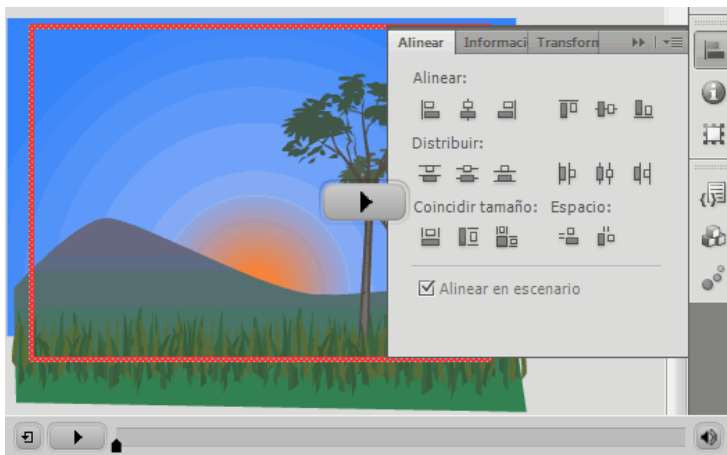 Alinear Informaci Transforn
Alinear:
Distribuir:
Coincidir tamaño: Espacio:
Alinear en escenario